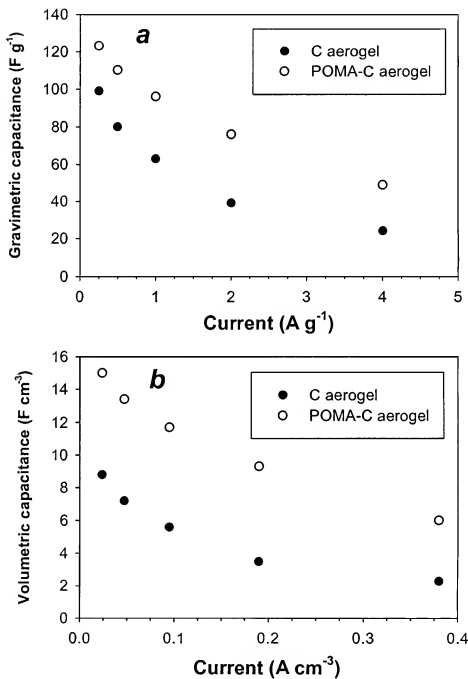 a
C aerogel
POMA-C aerogel
Gravimetric capacitance (F g-1)
140
120
100
80
60
40
20
0
0 1 2 3 4 5
Current (A g-1)
b
C aerogel
POMA-C aerogel
Volumetric capacitance (F cm-3)
16
14
12
10
8
6
4
2
0
0.0 0.1 0.2 0.3 0.4
Current (A cm-3)